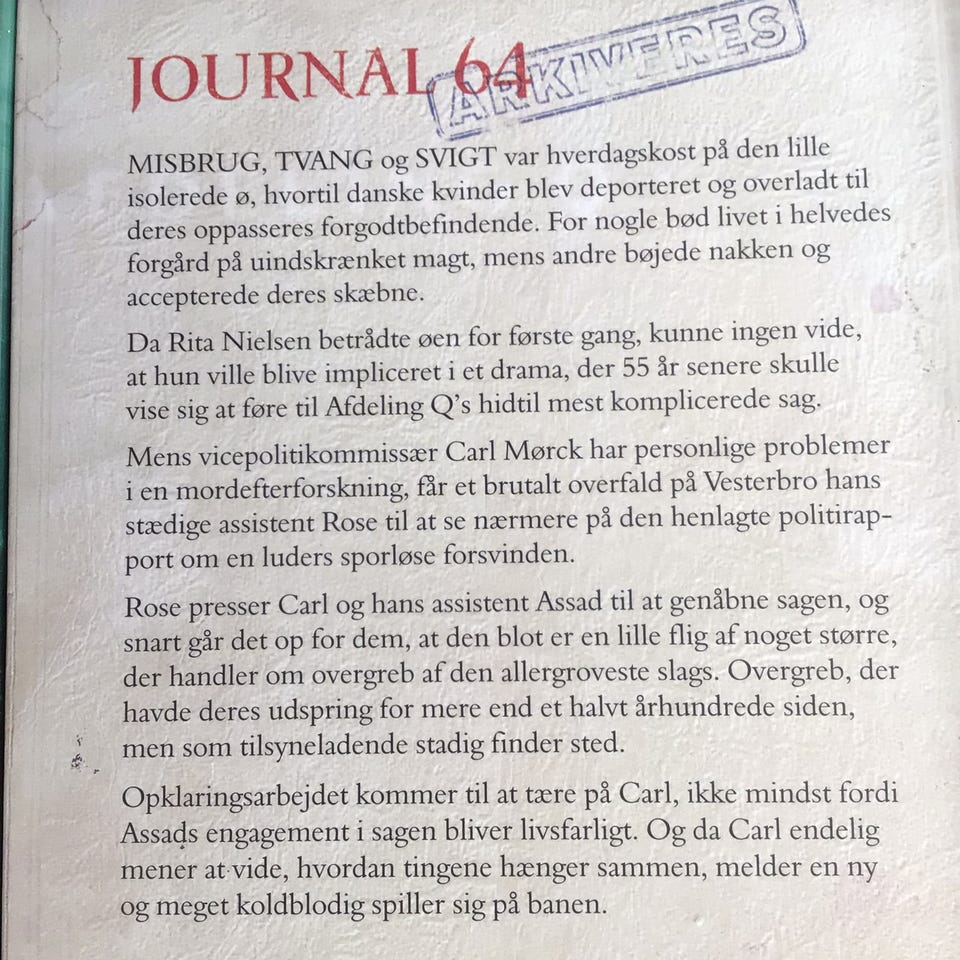 JOURNAL 64
ARKIVERES
MISBRUG, TVANG og SVIGT var hverdagskost på den lille
isolerede ø, hvortil danske kvinder blev deporteret og overladt til
deres oppasseres forgodtbefindende. For nogle bød livet i helvedes
forgård på uindskrænket magt, mens andre bøjede nakken og
accepterede deres skæbne.
Da Rita Nielsen betrådte øen for første gang, kunne ingen vide,
at hun ville blive impliceret i et drama, der 55 år senere skulle
vise sig at føre til Afdeling Q’s hidtil mest komplicerede sag.
Mens vicepolitikommissær Carl Mørck har personlige problemer
i en mordefterforskning, får et brutalt overfald på Vesterbro hans
stædige assistent Rose til at se nærmere på den henlagte politirap-
port om en luders sporløse forsvinden.
Rose presser Carl og hans assistent Assad til at genåbne sagen, og
snart går det op for dem, at den blot er en lille flig af noget større,
der handler om overgreb af den allergroveste slags. Overgreb, der
havde deres udspring for mere end et halvt århundrede siden,
men som tilsyneladende stadig finder sted.
Opklaringsarbejdet kommer til at tære på Carl, ikke mindst fordi
Assads engagement i sagen bliver livsfarligt. Og da Carl endelig
mener at vide, hvordan tingene hænger sammen, melder en ny
og meget koldblodig spiller sig på banen.